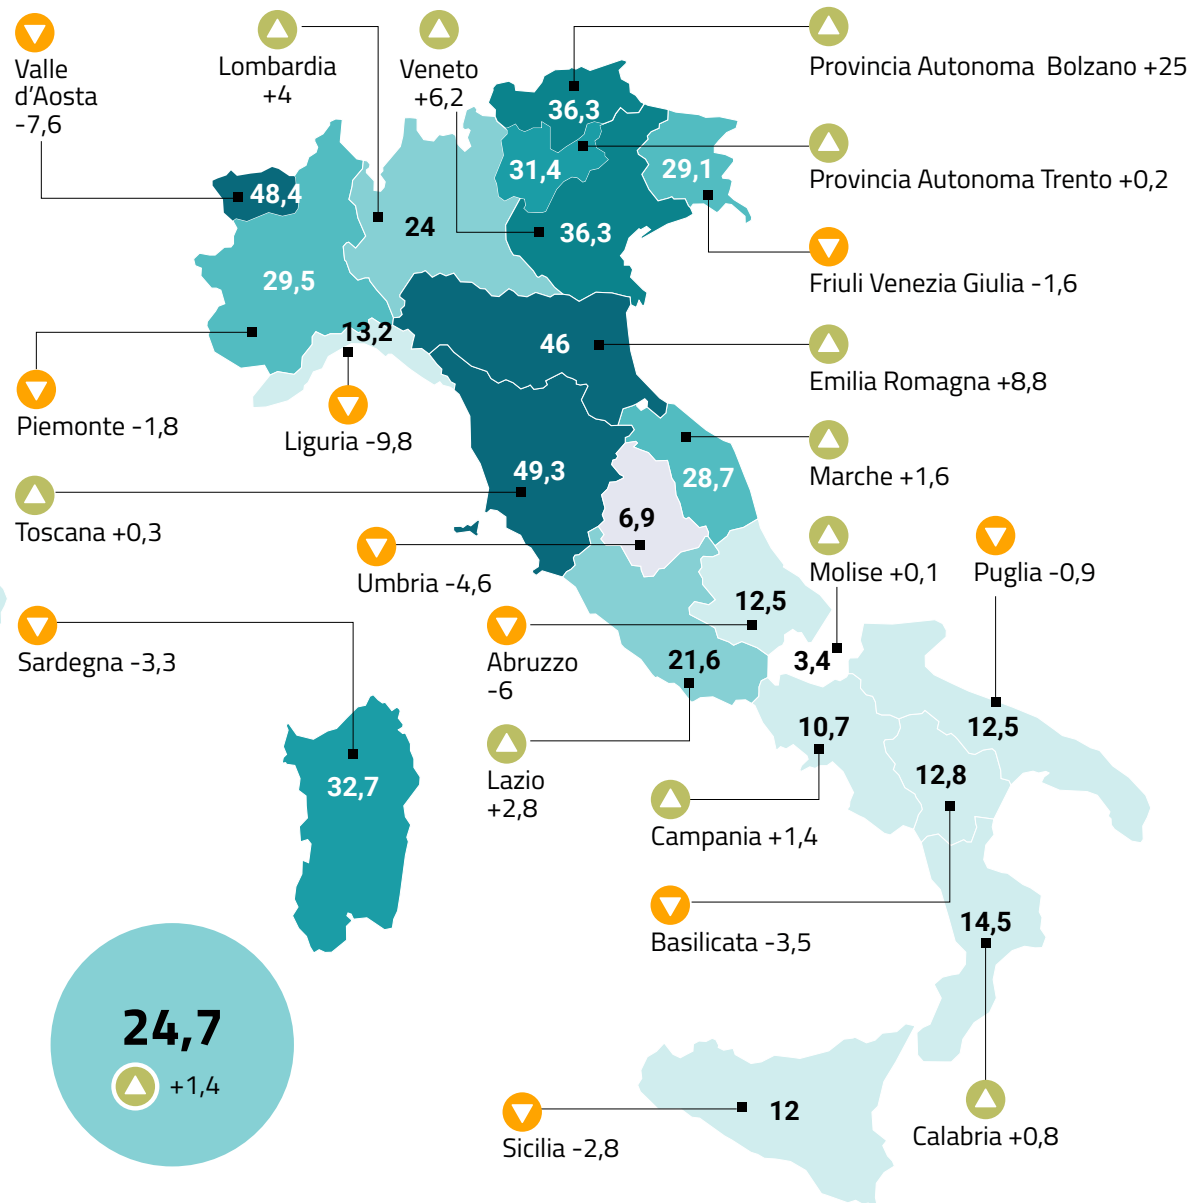 Valle
d'Aosta
-7,6
Lombardia
+4
Veneto
+6,2
Provincia Autonoma Bolzano +25
36,3
Provincia Autonoma Trento +0,2
31,4
29,1
48,4
24
36,3
Friuli Venezia Giulia -1,6
29,5
13,2
46
Emilia Romagna +8,8
Piemonte -1,8
Liguria -9,8
49,3
28,7
Marche +1,6
Toscana +0,3
6,9
Umbria -4,6
Molise +0,1
Puglia -0,9
12,5
Sardegna -3,3
Abruzzo
-6
21,6
3,4
10,7
12,5
Lazio
+2,8
32,7
12,8
Campania +1,4
Basilicata -3,5
14,5
24,7
+1,4
12
Sicilia -2,8
Calabria +0,8